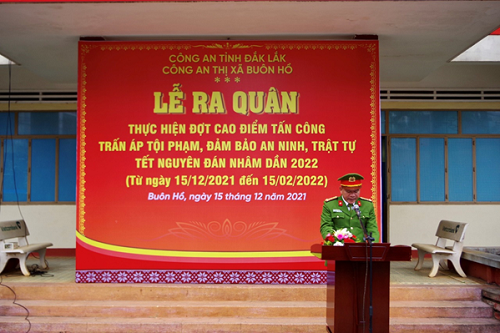 CÔNG AN TỈNH ĐẮK LẮK
CÔNG AN THỊ XÃ BUÔN HỒ
***
LỄ RA QUÂN
THỰC HIỆN ĐỢT CAO ĐIỂM TẤN CÔNG
TRẤN ÁP TỘI PHẠM, ĐẢM BẢO AN NINH, TRẬT TỰ
TẾT NGUYÊN ĐÁN NHÂM DẦN 2022
(Từ ngày 15/12/2021 đến 15/02/2022)
Buôn Hồ, ngày 15 tháng 12 năm 2021